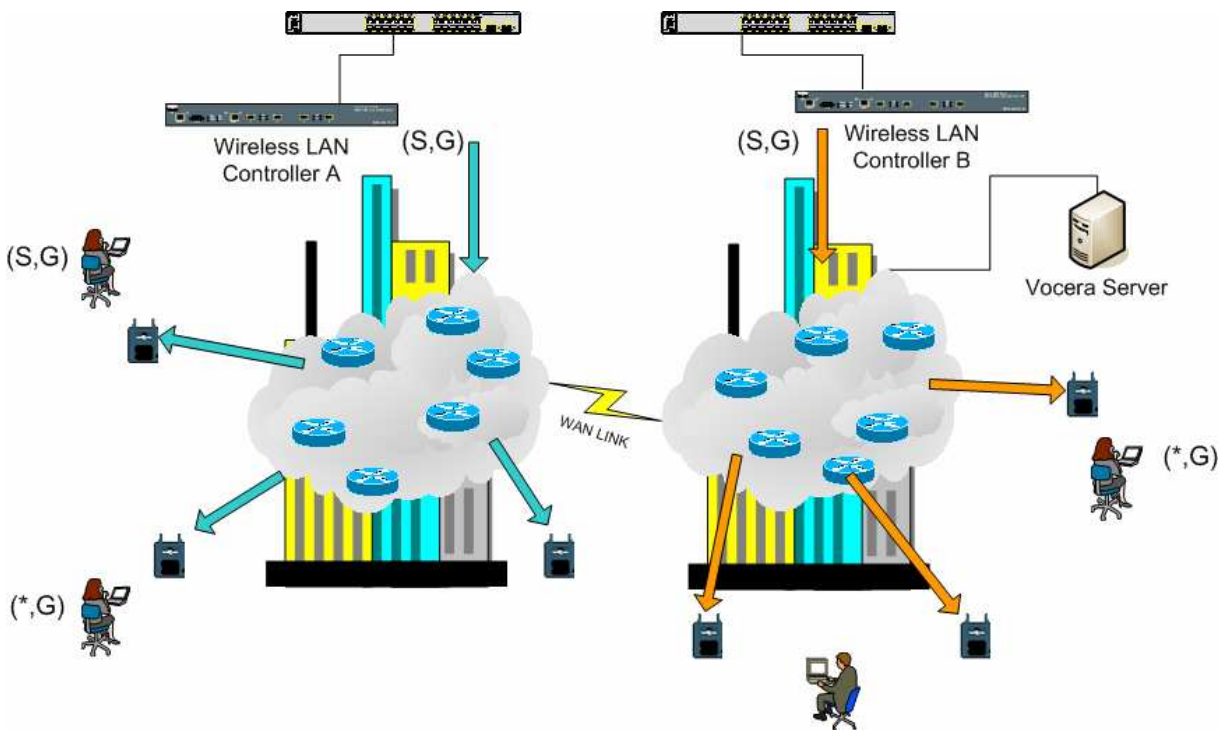 Wireless LAN
Controller A
(S,G)
(S,G)
Wireless LAN
Controller B
(S,G)
Vocera Server
WAN LINK
(*,G)
(*,G)